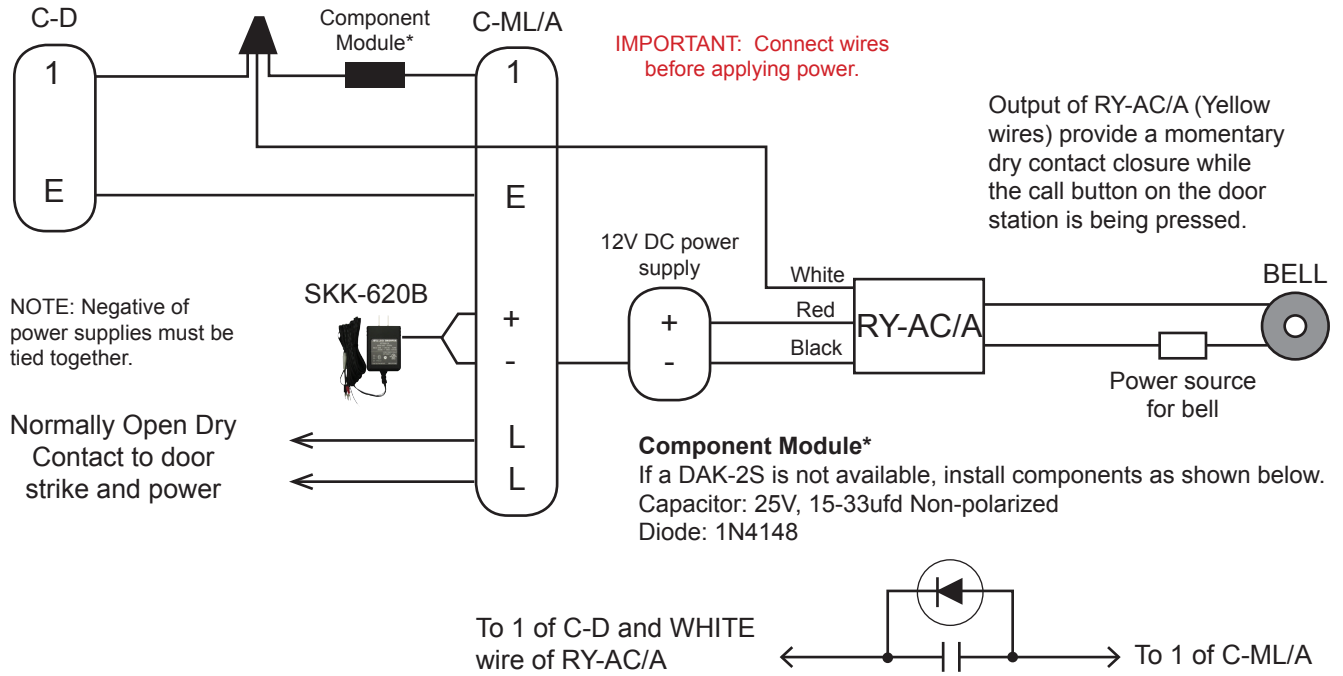 C-D
Component
Module*
C-ML/A
IMPORTANT: Connect wires
before applying power.
1
1
Output of RY-AC/A (Yellow
wires) provide a momentary
dry contact closure while
the call button on the door
station is being pressed.
E
E
12V DC power
supply
NOTE: Negative of
power supplies must be
tied together.
SKK-620B
+
-
+
-
White
Red
Black
RY-AC/A
BELL
Power source
for bell
Normally Open Dry
Contact to door
strike and power
L
L
Component Module*
If a DAK-2S is not available, install components as shown below.
Capacitor: 25V, 15-33ufd Non-polarized
Diode: 1N4148
To 1 of C-D and WHITE
wire of RY-AC/A
To 1 of C-ML/A